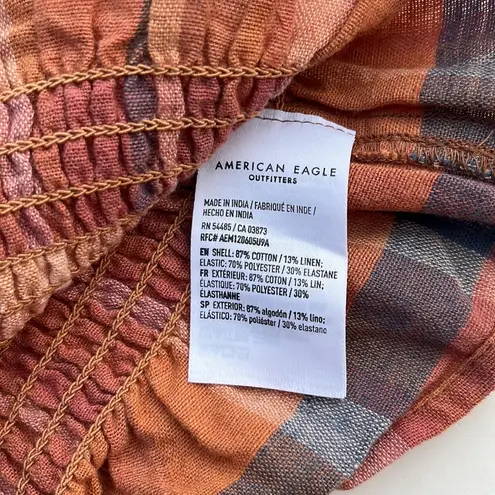 AMERICAN EAGLE
OUTFITTERS
MADE IN INDIA / FABRIQUÉ EN INDE /
HECHO EN INDIA
RN 54485 / CA 03873
RFC# AEM120605U9A
EN SHELL: 87% COTTON / 13% LINEN;
ELASTIC: 70% POLYESTER / 30% ELASTANE
FR EXTÉRIEUR: 87% COTON / 13% LIN;
ÉLASTIQUE: 70% POLYESTER / 30%
ÉLASTHANNE
SP EXTERIOR: 87% algodón / 13% lino;
ELÁSTICO: 70% poliéster / 30% elastano